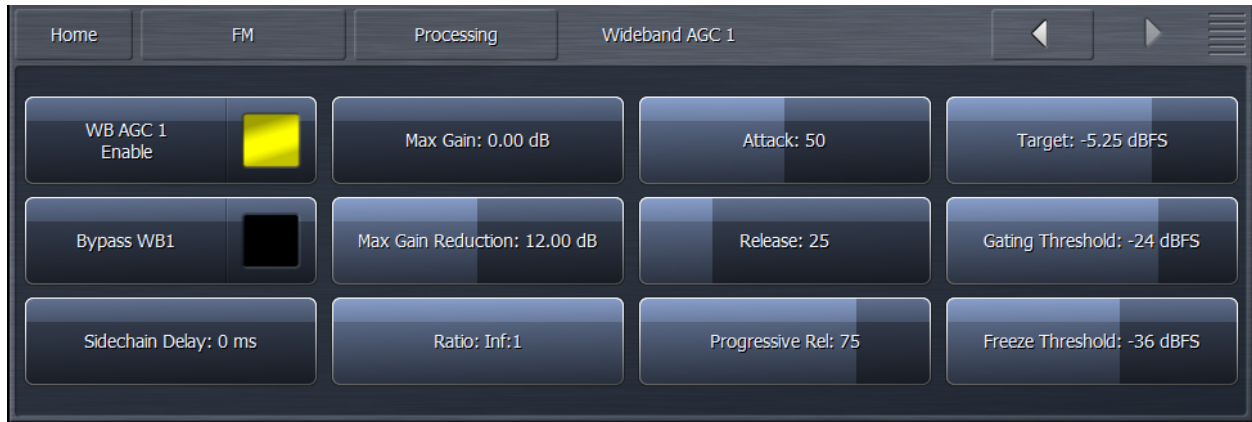 Home
FM
Processing
Wideband AGC 1
WB AGC 1
Enable
Max Gain: 0.00 dB
Attack: 50
Target: -5.25 dBFS
Bypass WB1
Max Gain Reduction: 12.00 dB
Release: 25
Gating Threshold: -24 dBFS
Sidechain Delay: 0 ms
Ratio: Inf:1
Progressive Rel: 75
Freeze Threshold: -36 dBFS